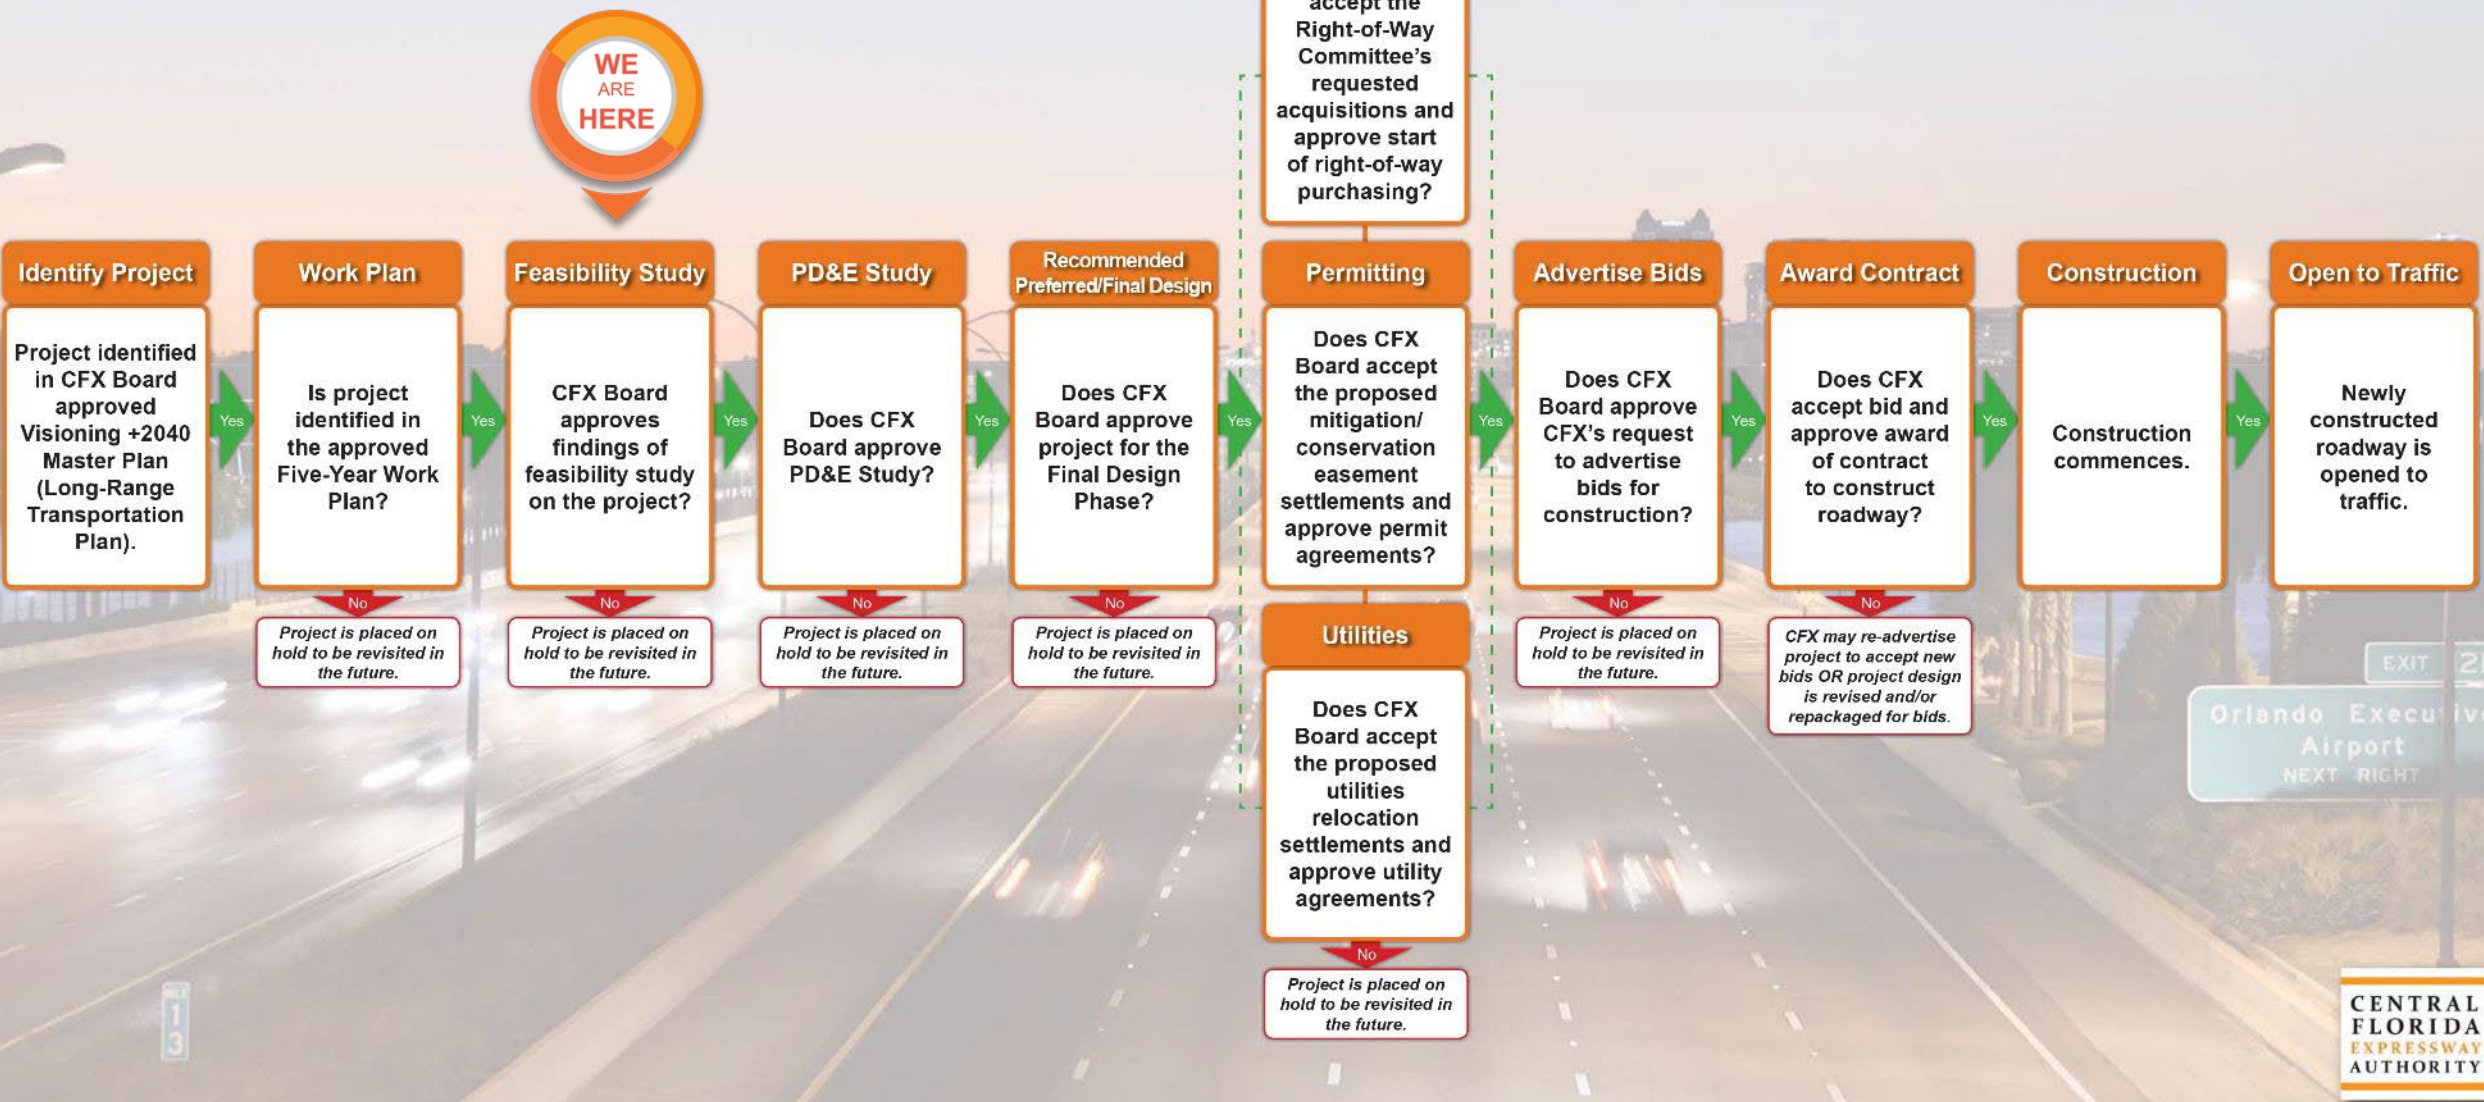 WE
ARE
HERE
accept the
Right-of-Way
Committee's
requested
acquisitions and
approve start
of right-of-way
purchasing?
Identify Project
Project identified
in CFX Board
approved
Visioning +2040
Master Plan
(Long-Range
Transportation
Plan).
Yes
Work Plan
Is project
identified in
the approved
Five-Year Work
Plan?
No
Project is placed on
hold to be revisited in
the future.
Yes
Feasibility Study
CFX Board
approves
findings of
feasibility study
on the project?
No
Project is placed on
hold to be revisited in
the future.
Yes
PD&E Study
Does CFX
Board approve
PD&E Study?
No
Project is placed on
hold to be revisited in
the future.
Yes
Recommended
Preferred/Final Design
Does CFX
Board approve
project for the
Final Design
Phase?
No
Project is placed on
hold to be revisited in
the future.
Yes
Permitting
Does CFX
Board accept
the proposed
mitigation/
conservation
easement
settlements and
approve permit
agreements?
Utilities
Does CFX
Board accept
the proposed
utilities
relocation
settlements and
approve utility
agreements?
No
Project is placed on
hold to be revisited in
the future.
Yes
Advertise Bids
Does CFX
Board approve
CFX's request
to advertise
bids for
construction?
No
Project is placed on
hold to be revisited in
the future.
Yes
Award Contract
Does CFX
accept bid and
approve award
of contract
to construct
roadway?
No
CFX may re-advertise
project to accept new
bids OR project design
is revised and/or
repackaged for bids.
Yes
Construction
Construction
commences.
Yes
Open to Traffic
Newly
constructed
roadway is
opened to
traffic.
EXIT 2
Orlando Executive
Airport
NEXT RIGHT
MILE
1
3
CENTRAL
FLORIDA
EXPRESSWAY
AUTHORITY